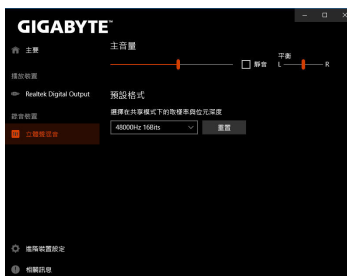 GIGABYTE™
主要
播放裝置
Realtek Digital Output
錄音裝置
立體聲混音
進階裝置設定
相關訊息
主音量
靜音
平衡
L
R
預設格式
選擇在共享模式下的取樣率與位元深度
48000Hz 16Bits
重置